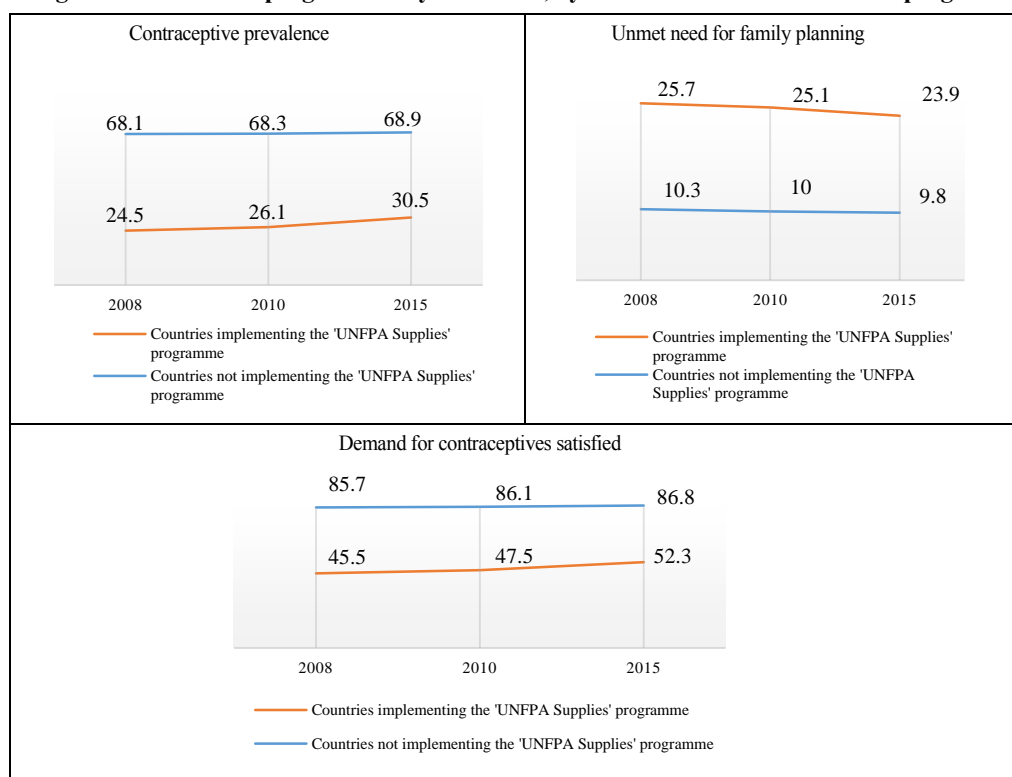 Contraceptive prevalence
68.1 68.3 68.9
24.5 26.1 30.5
2008 2010 2015
Countries implementing the 'UNFPA Supplies'
programme
Countries not implementing the 'UNFPA Supplies'
programme
Unmet need for family planning
25.7 25.1 23.9
10.3 10 9.8
2008 2010 2015
Countries implementing the 'UNFPA Supplies'
programme
Countries not implementing the 'UNFPA
Supplies' programme
Demand for contraceptives satisfied
85.7 86.1 86.8
45.5 47.5 52.3
2008 2010 2015
Countries implementing the 'UNFPA Supplies' programme
Countries not implementing the 'UNFPA Supplies' programme